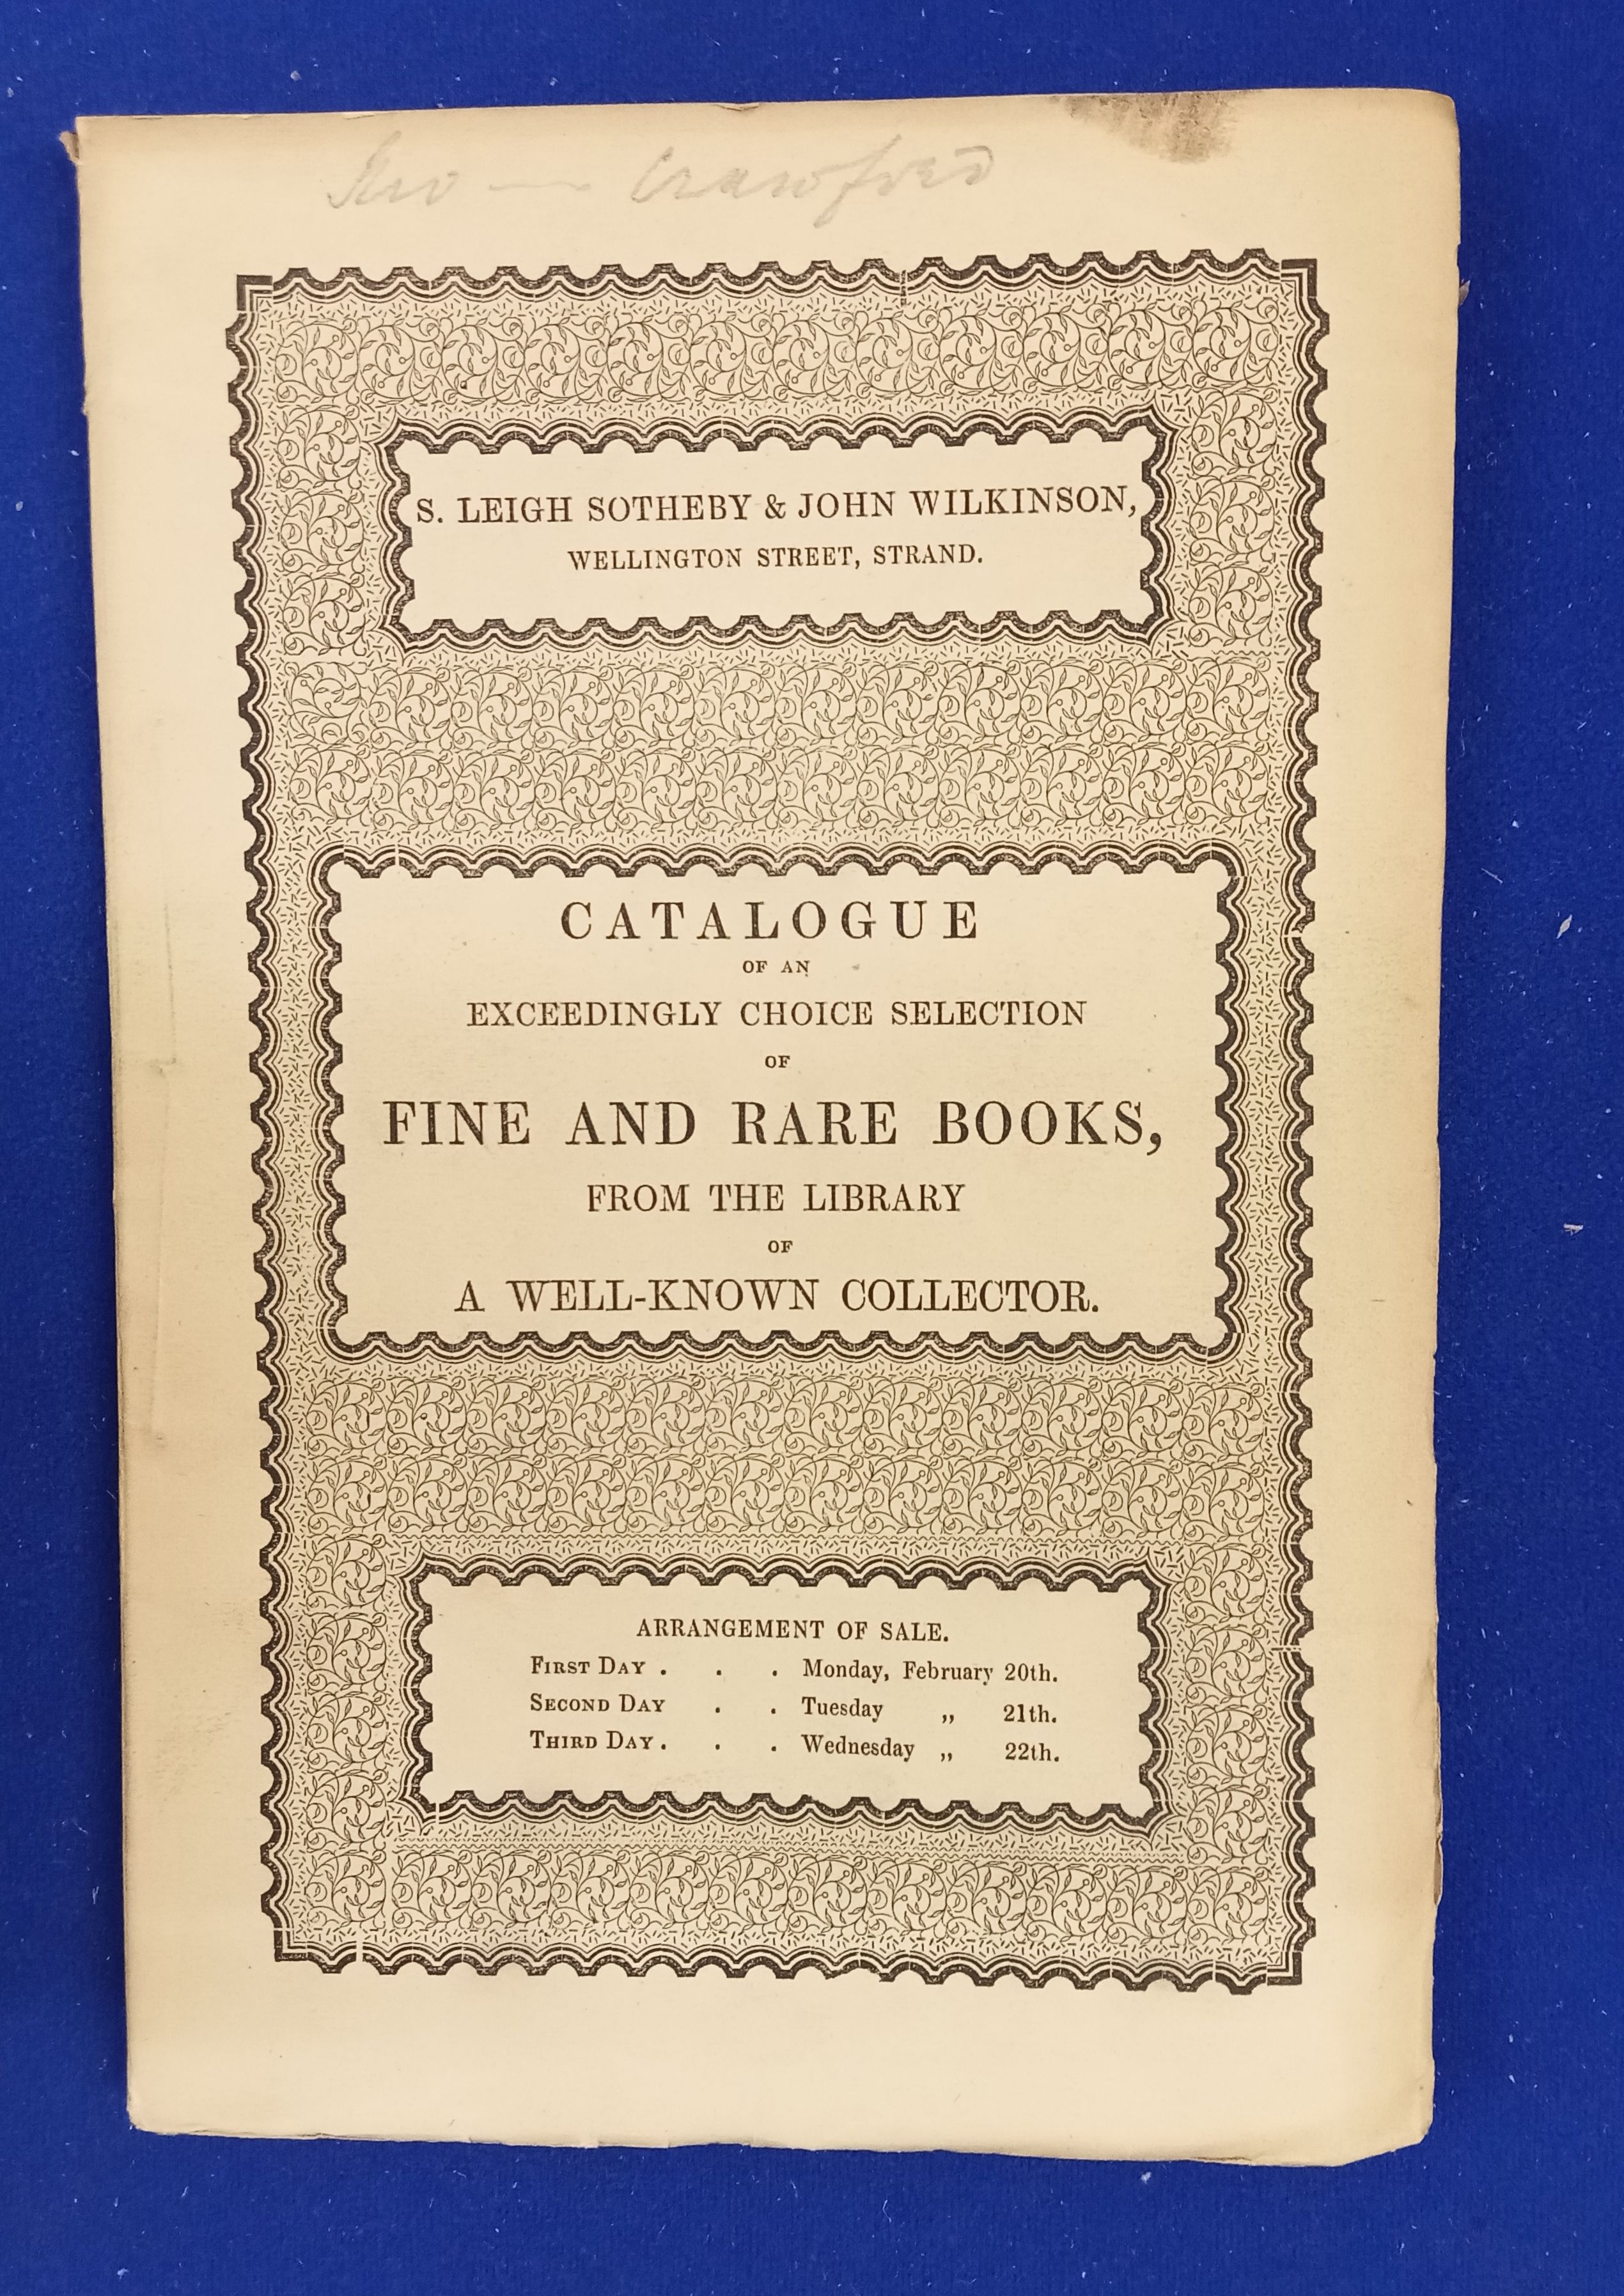 Crawford
S. LEIGH SOTHEBY & JOHN WILKINSON,
WELLINGTON STREET, STRAND.
CATALOGUE
OF AN
EXCEEDINGLY CHOICE SELECTION
OF
FINE AND RARE BOOKS,
FROM THE LIBRARY
OF
A WELL-KNOWN COLLECTOR.
ARRANGEMENT OF SALE.
FIRST DAY . . . Monday, February 20th.
SECOND DAY . . Tuesday „ 21th.
THIRD DAY . . . Wednesday „ 22th.